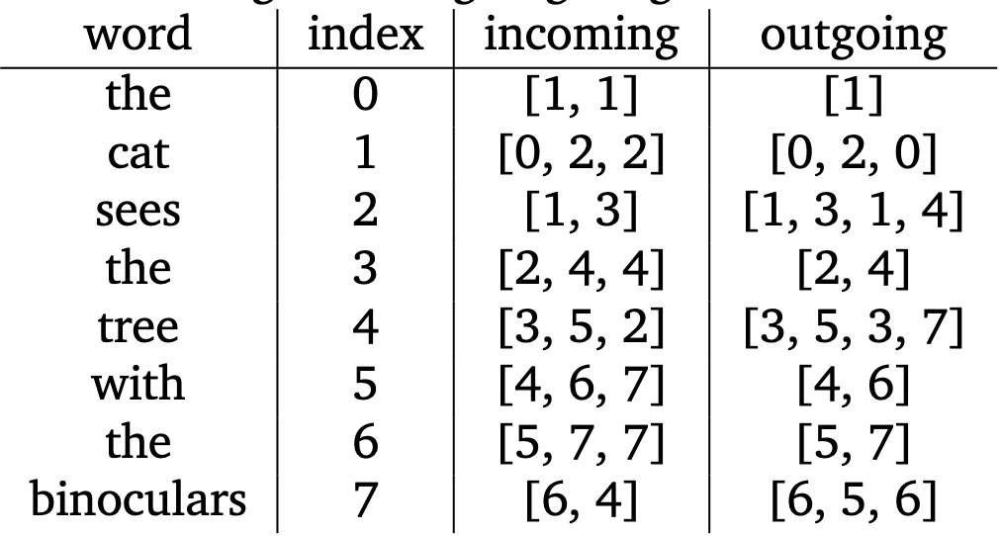 word index incoming outgoing
the 0 [1, 1] [1]
cat 1 [0, 2, 2] [0, 2, 0]
sees 2 [1, 3] [1, 3, 1, 4]
the 3 [2, 4, 4] [2, 4]
tree 4 [3, 5, 2] [3, 5, 3, 7]
with 5 [4, 6, 7] [4, 6]
the 6 [5, 7, 7] [5, 7]
binoculars 7 [6, 4] [6, 5, 6]